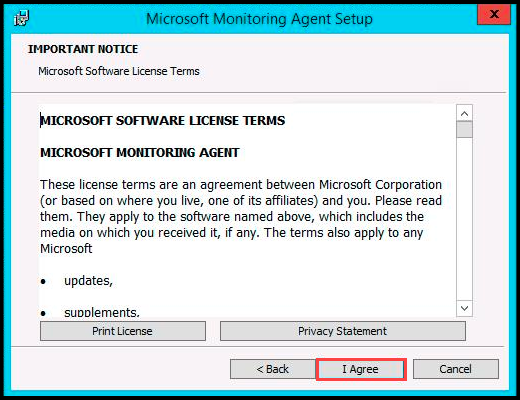 Microsoft Monitoring Agent Setup
x
IMPORTANT NOTICE
Microsoft Software License Terms
MICROSOFT SOFTWARE LICENSE TERMS
MICROSOFT MONITORING AGENT
These license terms are an agreement between Microsoft Corporation
(or based on where you live, one of its affiliates) and you. Please read
them. They apply to the software named above, which includes the
media on which you received it, if any. The terms also apply to any
Microsoft
• updates,
• supplements,
Print License
Privacy Statement
< Back
I Agree
Cancel